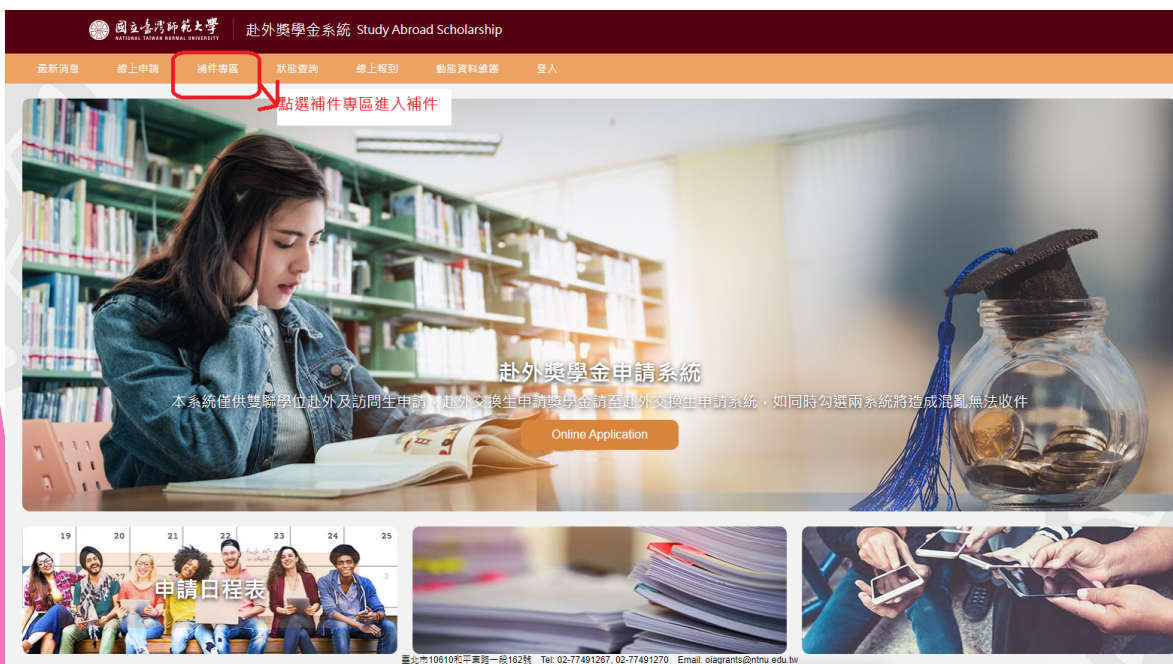 國立臺灣師範大學
NATIONAL TAIWAN NORMAL UNIVERSITY
赴外獎學金系統 Study Abroad Scholarship
最新消息 線上申請 補件專區 狀態查詢 線上報到 動態資料維護 登入
點選補件專區進入補件
赴外獎學金申請系統
本系統僅供雙聯學位赴外及訪問生申請，赴外交換生申請獎學金請至赴外交換生申請系統，如同時勾選兩系統將造成混亂無法收件
Online Application
19 20 21 22 23 24 25
申請日程表
臺北市10610和平東路一段162號 Tel: 02-77491267, 02-77491270 Email: oiagrants@ntnu.edu.tw